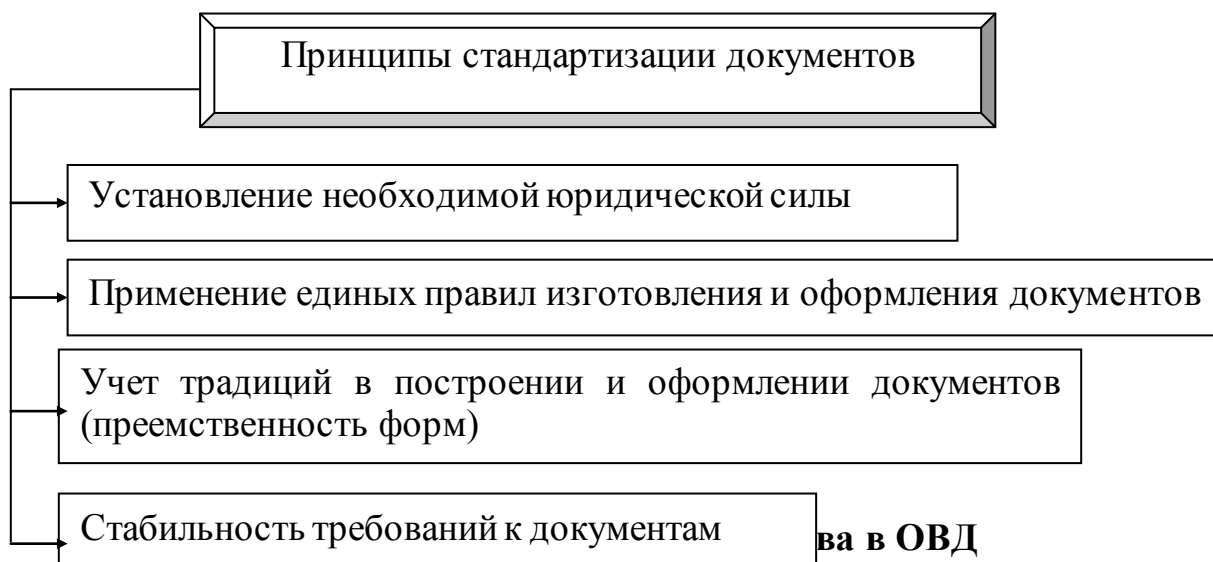 Принципы стандартизации документов
Установление необходимой юридической силы
Применение единых правил изготовления и оформления документов
Учет традиций в построении и оформлении документов
(преемственность форм)
Стабильность требований к документам
ва в ОВД